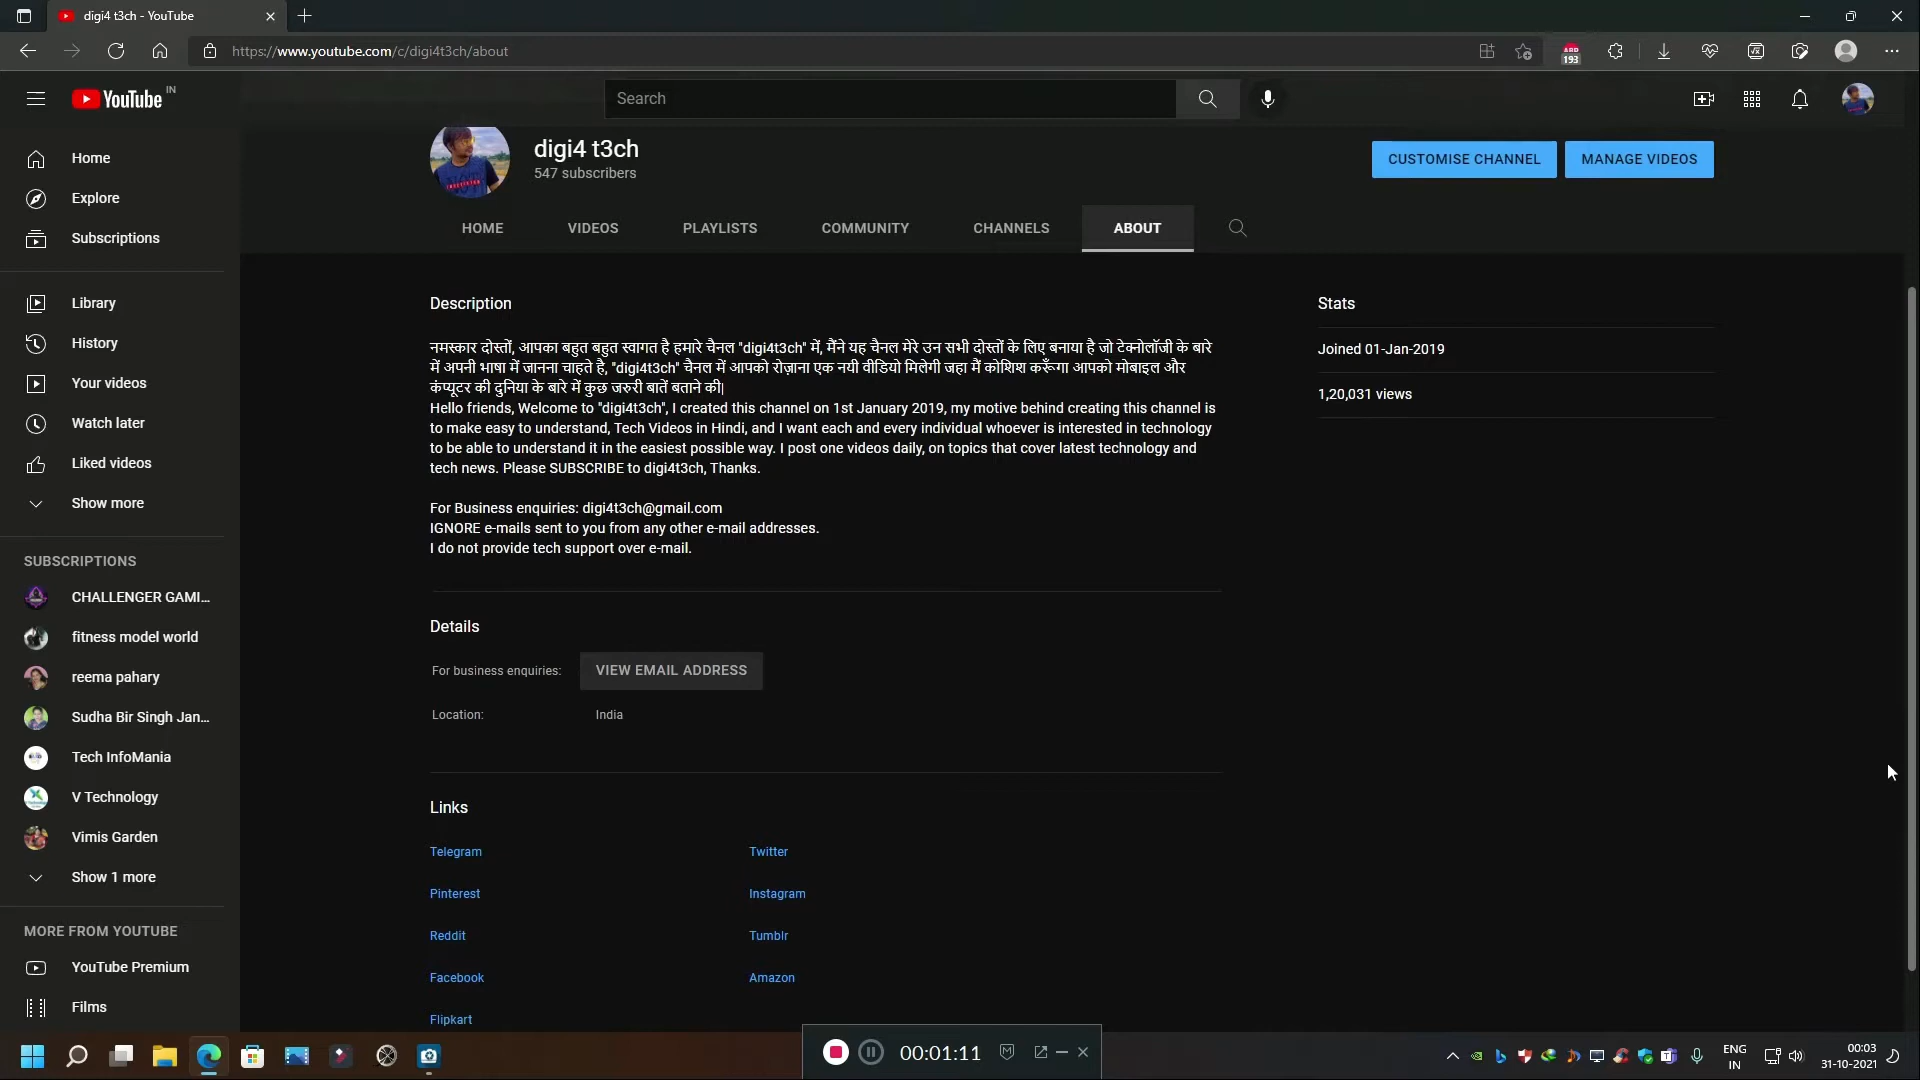 digi4 t3ch - YouTube
https://www.youtube.com/c/digi4t3ch/about
ABD
193
YouTube IN
Search
digi4 t3ch
547 subscribers
CUSTOMISE CHANNEL
MANAGE VIDEOS
HOME VIDEOS PLAYLISTS COMMUNITY CHANNELS ABOUT
Home
Explore
Subscriptions
Library
History
Your videos
Watch later
Liked videos
Show more
SUBSCRIPTIONS
CHALLENGER GAMI...
fitness model world
reema pahary
Sudha Bir Singh Jan...
Tech InfoMania
V Technology
Vimis Garden
Show 1 more
MORE FROM YOUTUBE
YouTube Premium
Films
Description
नमस्कार दोस्तों, आपका बहुत बहुत स्वागत है हमारे चैनल "digi4t3ch" में, मैंने यह चैनल मेरे उन सभी दोस्तों के लिए बनाया है जो टेक्नोलॉजी के बारे
में अपनी भाषा में जानना चाहते है, "digi4t3ch" चैनल में आपको रोज़ाना एक नयी वीडियो मिलेगी जहा मैं कोशिश करूँगा आपको मोबाइल और
कंप्यूटर की दुनिया के बारे में कुछ जरुरी बातें बताने की|
Hello friends, Welcome to "digi4t3ch", I created this channel on 1st January 2019, my motive behind creating this channel is
to make easy to understand, Tech Videos in Hindi, and I want each and every individual whoever is interested in technology
to be able to understand it in the easiest possible way. I post one videos daily, on topics that cover latest technology and
tech news. Please SUBSCRIBE to digi4t3ch, Thanks.
For Business enquiries: digi4t3ch@gmail.com
IGNORE e-mails sent to you from any other e-mail addresses.
I do not provide tech support over e-mail.
Details
For business enquiries: VIEW EMAIL ADDRESS
Location: India
Links
Telegram Twitter
Pinterest Instagram
Reddit Tumblr
Facebook Amazon
Flipkart
Stats
Joined 01-Jan-2019
1,20,031 views
00:01:11
ENG
IN
00:03
31-10-2021